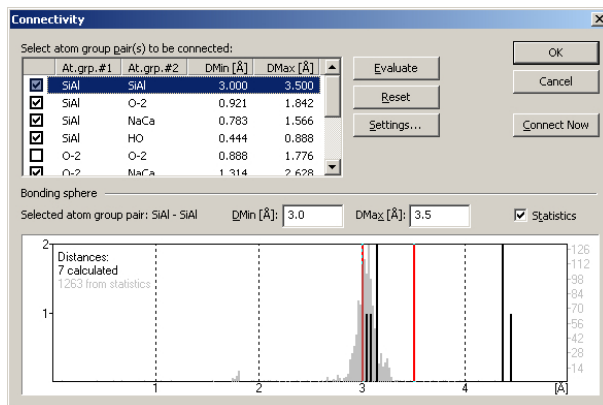 Connectivity
Select atom group pair(s) to be connected:
At.grp.#1 At.grp.#2 DMin [Å] DMax [Å]
SiAl SiAl 3.000 3.500
SiAl O-2 0.921 1.842
SiAl NaCa 0.783 1.566
SiAl HO 0.444 0.888
O-2 O-2 0.888 1.776
O-2 NaCa 1.314 2.628
Evaluate
Reset
Settings...
OK
Cancel
Connect Now
Bonding sphere
Selected atom group pair: SiAl - SiAl DMin [Å]: 3.0 DMax [Å]: 3.5 Statistics
Distances:
7 calculated
1263 from statistics
2
1
126
112
98
84
70
56
42
28
14
1 2 3 4 [Å]